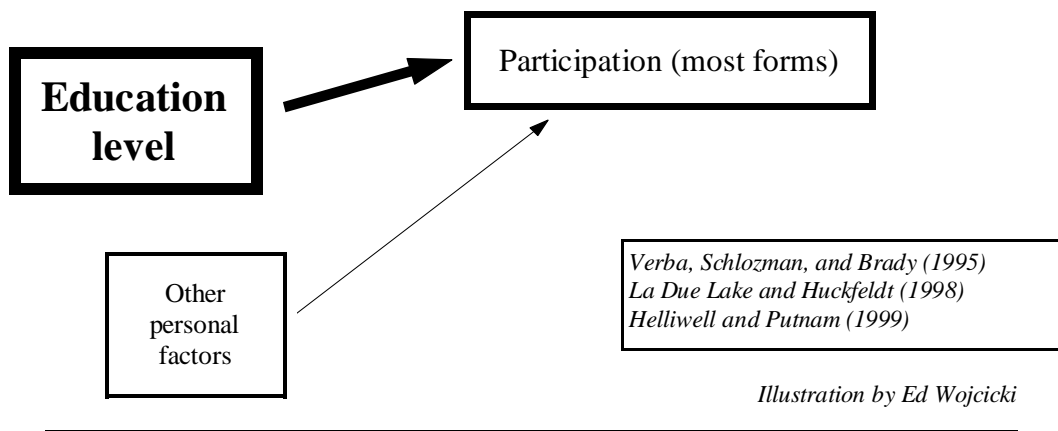 Participation (most forms)
Education
level
Other
personal
factors
Verba, Schlozman, and Brady (1995)
La Due Lake and Huckfeldt (1998)
Helliwell and Putnam (1999)
Illustration by Ed Wojcicki